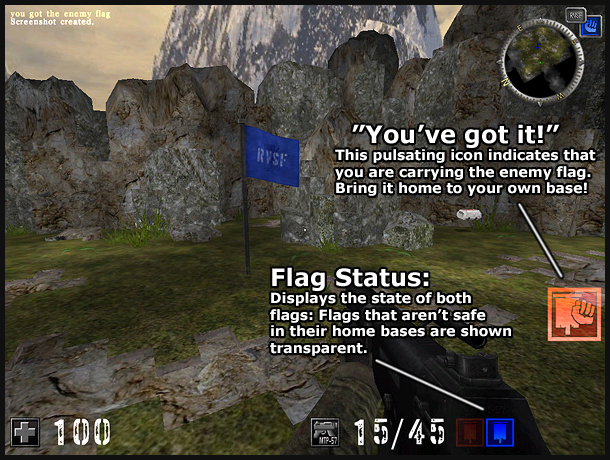 you got the enemy flag
Screenshot created.
RVSF
E
N
RVSF
”You've got it!”
This pulsating icon indicates that
you are carrying the enemy flag.
Bring it home to your own base!
Flag Status:
Displays the state of both
flags: Flags that aren't safe
in their home bases are shown
transparent.
100
MTP-57
15/45